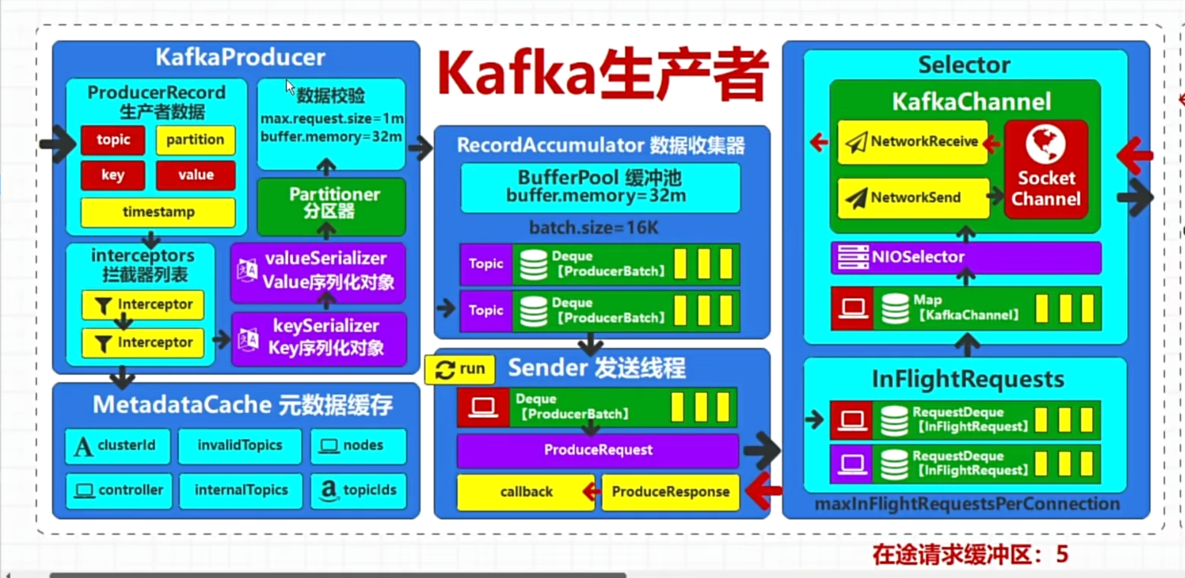 Kafka生产者
KafkaProducer
ProducerRecord
生产者数据
topic
partition
key
value
timestamp
interceptors
拦截器列表
Interceptor
Interceptor
数据校验
max.request.size=1m
buffer.memory=32m
Partitioner
分区器
valueSerializer
Value序列化对象
keySerializer
Key序列化对象
MetadataCache 元数据缓存
clusterId
invalidTopics
nodes
controller
internalTopics
topicIds
RecordAccumulator 数据收集器
BufferPool 缓冲池
buffer.memory=32m
batch.size=16K
Topic
Deque
【ProducerBatch】
Topic
Deque
【ProducerBatch】
run
Sender 发送线程
Deque
【ProducerBatch】
ProduceRequest
callback
ProduceResponse
Selector
KafkaChannel
NetworkReceive
NetworkSend
Socket
Channel
NIOSelector
Map
【KafkaChannel】
InFlightRequests
RequestDeque
【InFlightRequest】
RequestDeque
【InFlightRequest】
maxInFlightRequestsPerConnection
在途请求缓冲区：5